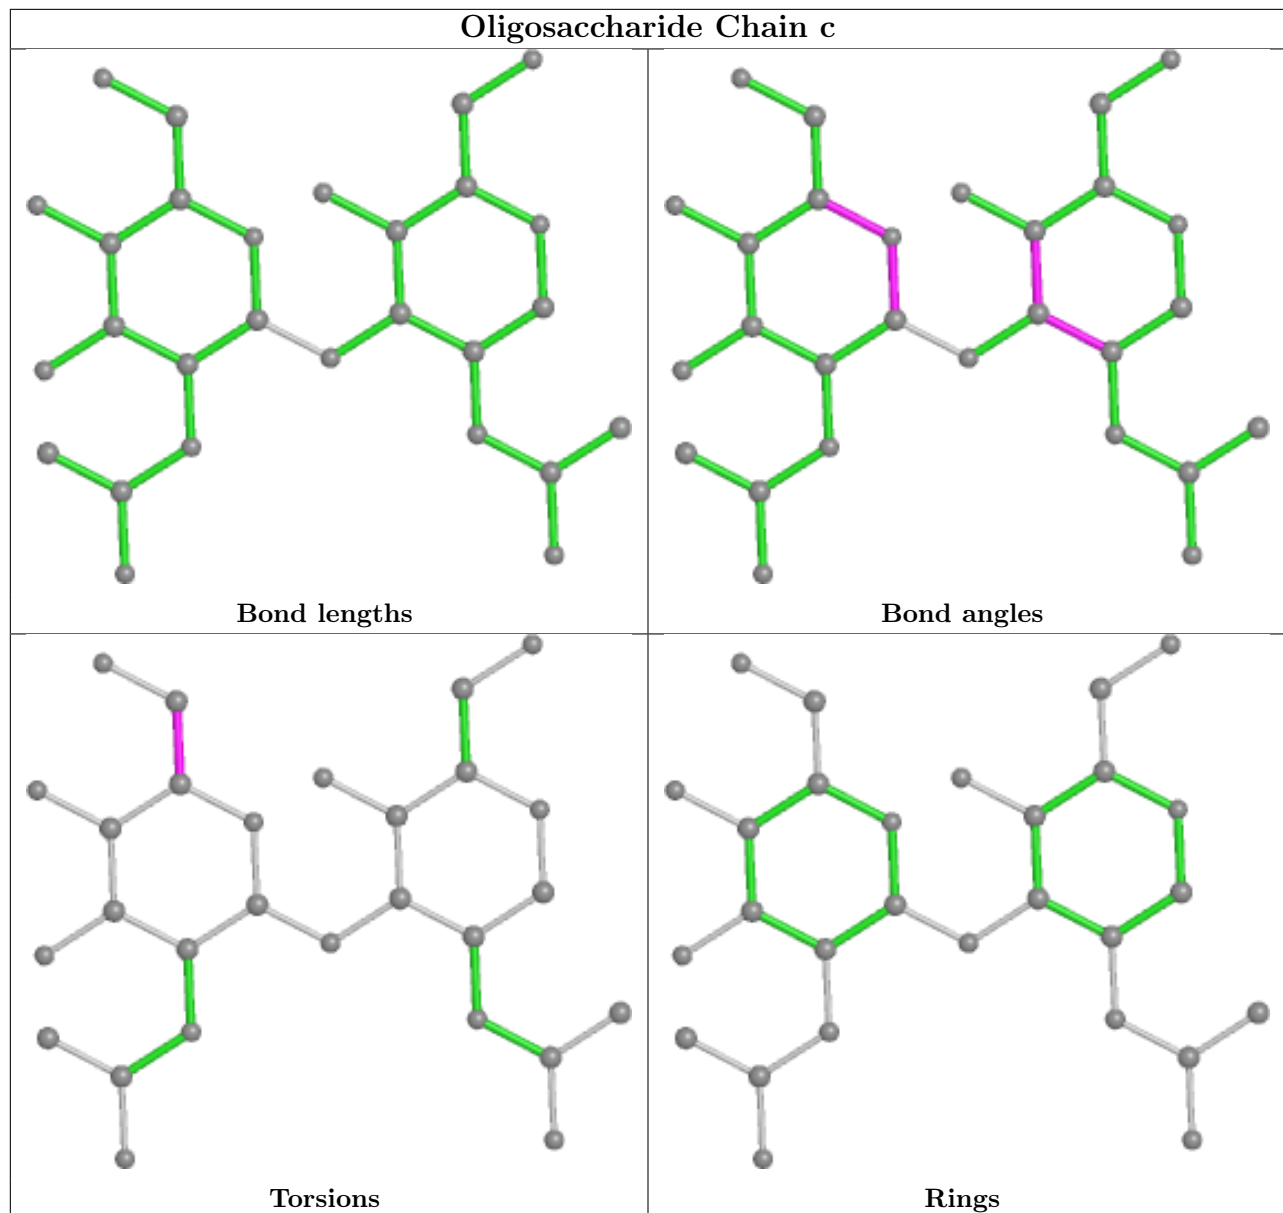 Oligosaccharide Chain c
Bond lengths
Bond angles
Torsions
Rings